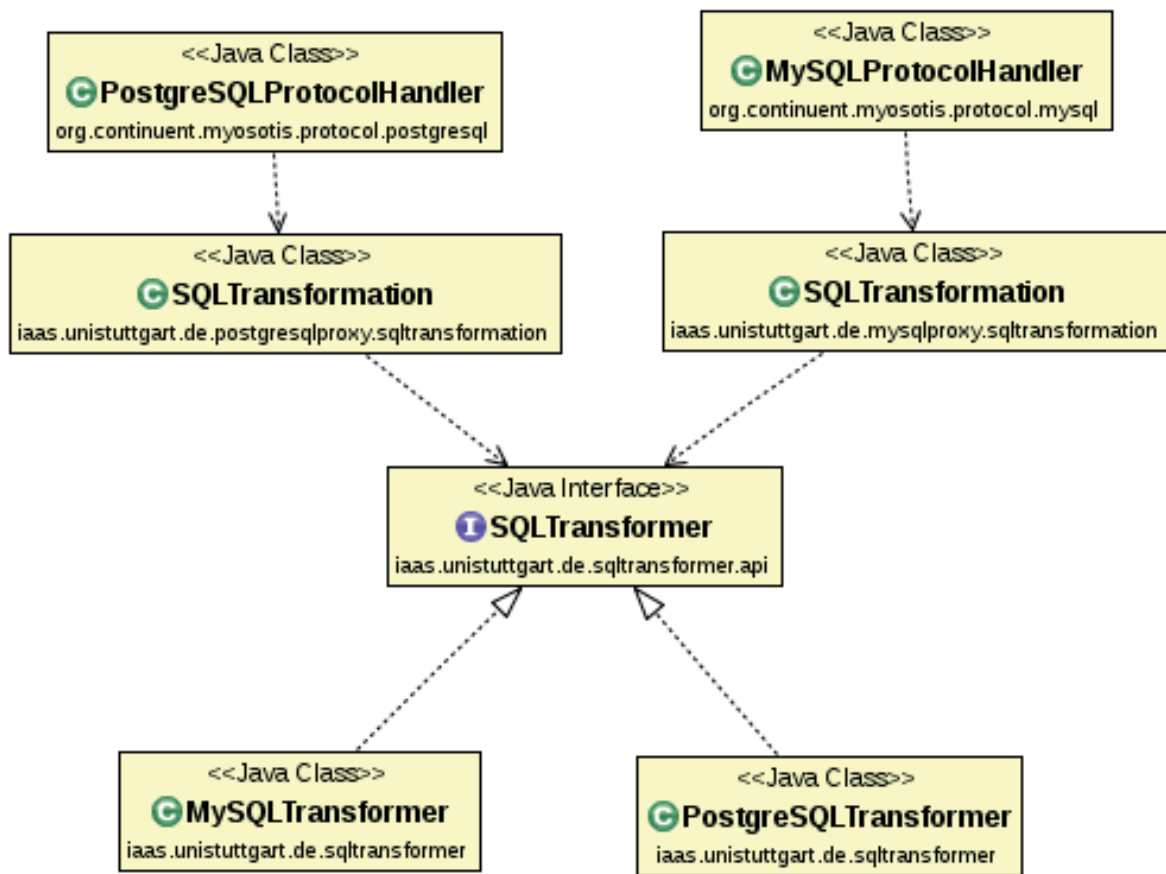 <<Java Class>>
PostgreSQLProtocolHandler
org.continuent.myosotis.protocol.postgresql
<<Java Class>>
MySQLProtocolHandler
org.continuent.myosotis.protocol.mysql
<<Java Class>>
SQLTransformation
iaas.unistuttgart.de.postgresqlproxy.sqltransformation
<<Java Class>>
SQLTransformation
iaas.unistuttgart.de.mysqlproxy.sqltransformation
<<Java Interface>>
SQLTransformer
iaas.unistuttgart.de.sqltransformer.api
<<Java Class>>
MySQLTransformer
iaas.unistuttgart.de.sqltransformer
<<Java Class>>
PostgreSQLTransformer
iaas.unistuttgart.de.sqltransformer